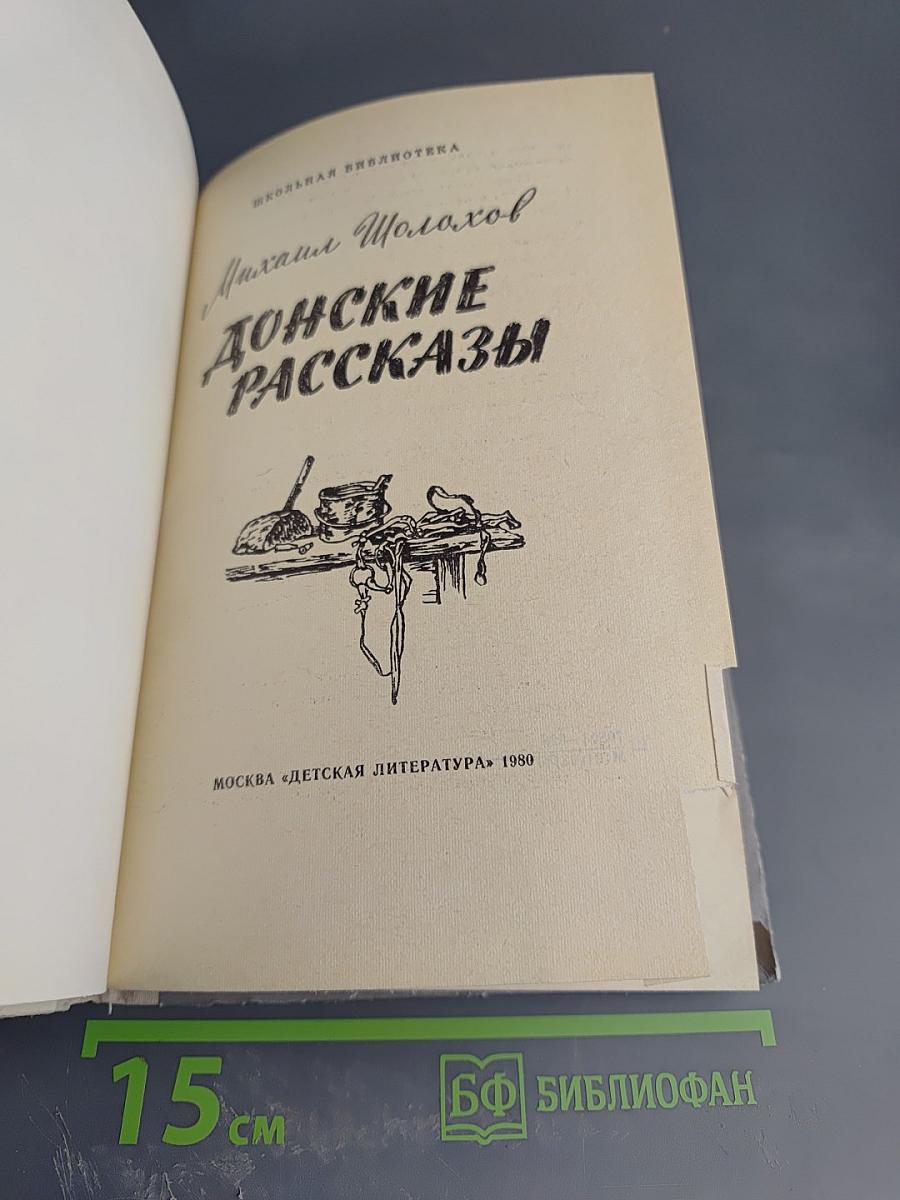 ШКОЛЬНАЯ БИБЛИОТЕКА
Михаил Шолохов
ДОНСКИЕ
РАССКАЗЫ
МОСКВА «ДЕТСКАЯ ЛИТЕРАТУРА» 1980
15 см
БФ БИБЛИОФАН